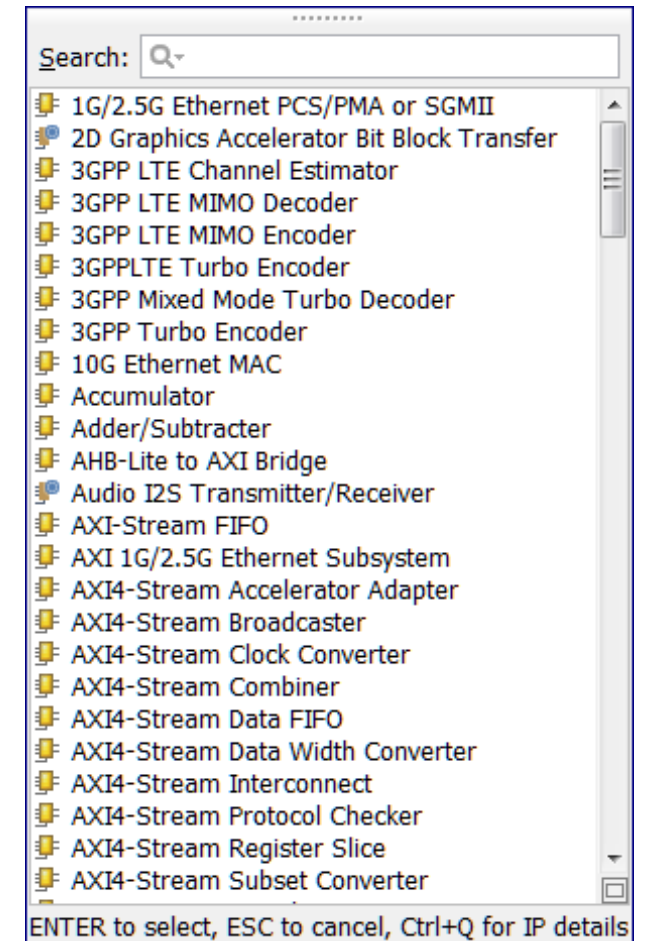 Search:
1G/2.5G Ethernet PCS/PMA or SGMII
2D Graphics Accelerator Bit Block Transfer
3GPP LTE Channel Estimator
3GPP LTE MIMO Decoder
3GPP LTE MIMO Encoder
3GPPLTE Turbo Encoder
3GPP Mixed Mode Turbo Decoder
3GPP Turbo Encoder
10G Ethernet MAC
Accumulator
Adder/Subtracter
AHB-Lite to AXI Bridge
Audio I2S Transmitter/Receiver
AXI-Stream FIFO
AXI 1G/2.5G Ethernet Subsystem
AXI4-Stream Accelerator Adapter
AXI4-Stream Broadcaster
AXI4-Stream Clock Converter
AXI4-Stream Combiner
AXI4-Stream Data FIFO
AXI4-Stream Data Width Converter
AXI4-Stream Interconnect
AXI4-Stream Protocol Checker
AXI4-Stream Register Slice
AXI4-Stream Subset Converter
ENTER to select, ESC to cancel, Ctrl+Q for IP details